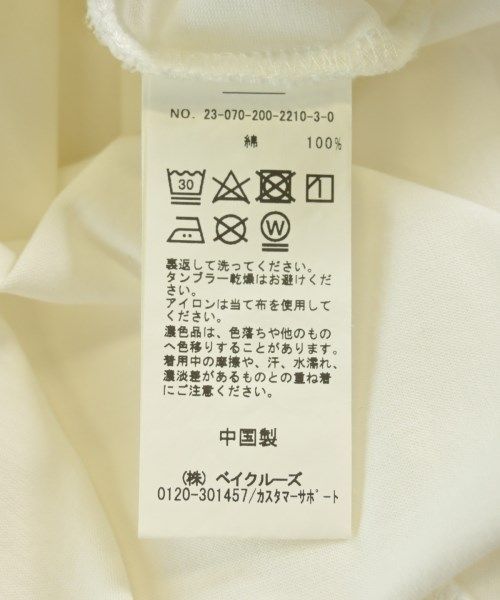 NO. 23-070-200-2210-3-0
綿 100%
30
W
裏返して洗ってください。
タンブラー乾燥はお避けくだ
さい。
アイロンは当て布を使用して
ください。
濃色品は、色落ちや他のもの
へ色移りすることがあります。
着用中の摩擦や、汗、水濡れ、
濃淡差があるものとの重ね着
にご注意ください。
中国製
(株) ベイクルーズ
0120-301457/カスタマーサポート